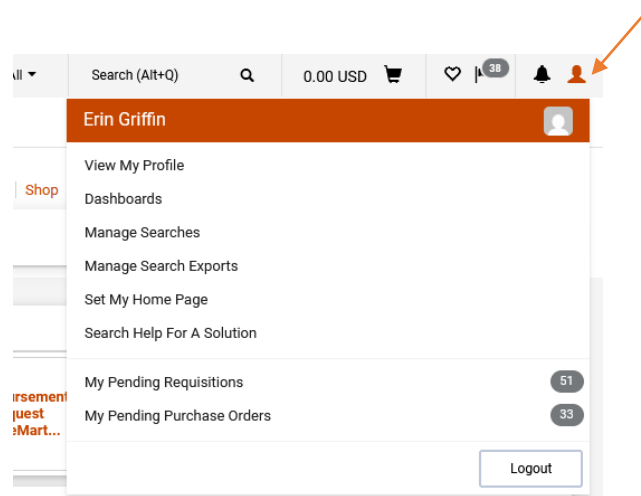 All
Search (Alt+Q)
0.00 USD
38
Erin Griffin
View My Profile
Shop
Dashboards
Manage Searches
Manage Search Exports
Set My Home Page
Search Help For A Solution
My Pending Requisitions 51
My Pending Purchase Orders 33
ursement
quest
eMart...
Logout